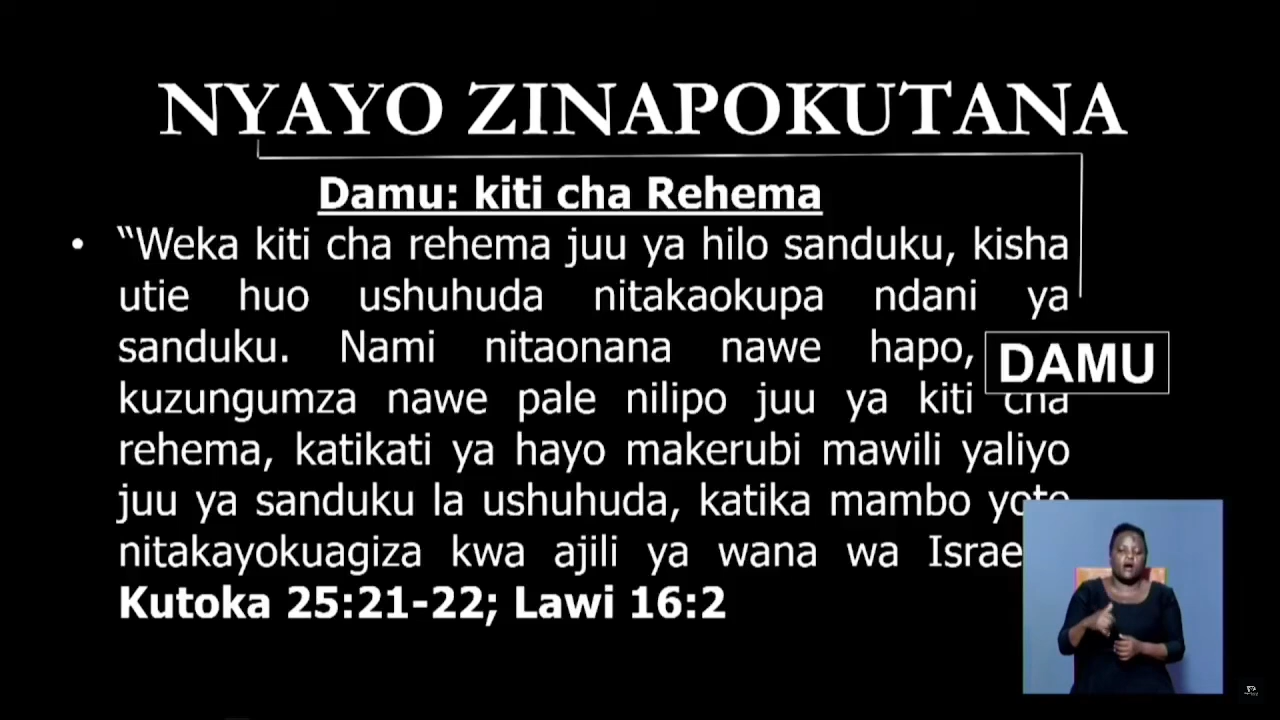 NYAYO ZINAPOKUTANA
Damu: kiti cha Rehema
• “Weka kiti cha rehema juu ya hilo sanduku, kisha
utie huo ushuhuda nitakaokupa ndani ya
sanduku. Nami nitaonana nawe hapo,
DAMU
kuzungumza nawe pale nilipo juu ya kiti cha
rehema, katikati ya hayo makerubi mawili yaliyo
juu ya sanduku la ushuhuda, katika mambo yote
nitakayokuagiza kwa ajili ya wana wa Israe
Kutoka 25:21-22; Lawi 16:2